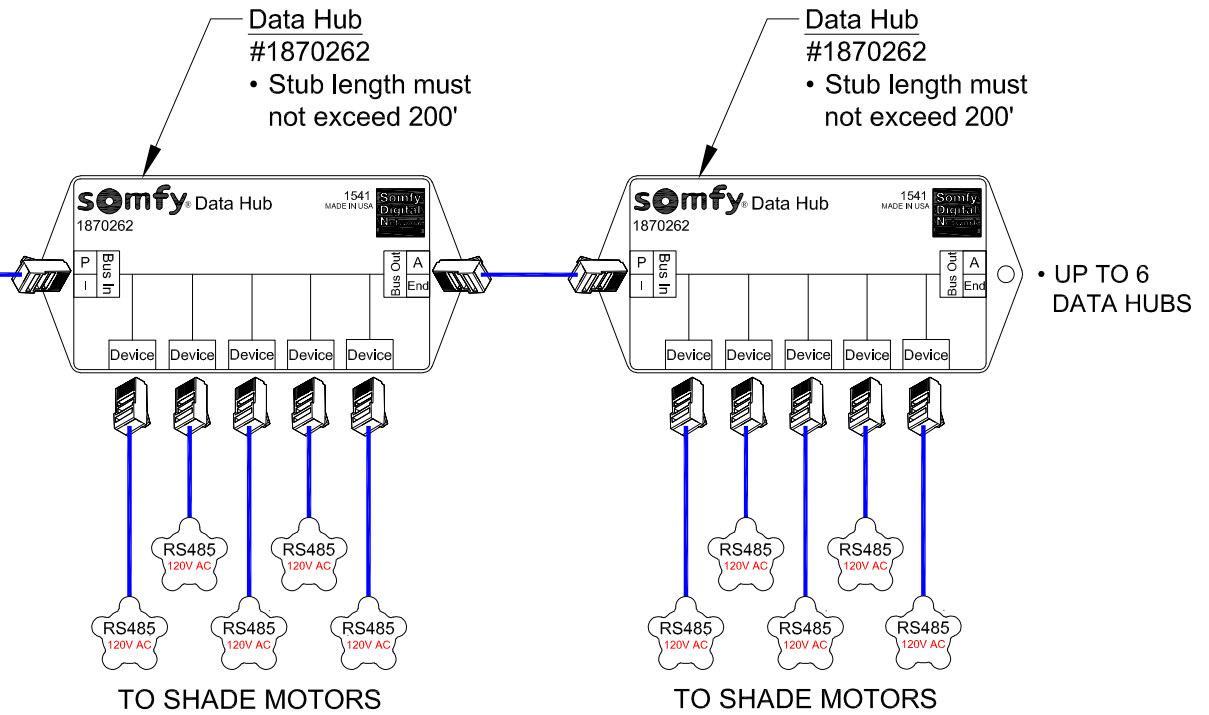 Data Hub
#1870262
• Stub length must
not exceed 200'
Data Hub
#1870262
• Stub length must
not exceed 200'
somfy® Data Hub
1870262
1541
MADE IN USA
Somfy
Digital
Network
P
I
Bus In
Bus Out
A
End
Device Device Device Device Device
somfy® Data Hub
1870262
1541
MADE IN USA
Somfy
Digital
Network
P
I
Bus In
Bus Out
A
End
Device Device Device Device Device
• UP TO 6
DATA HUBS
RS485
120V AC
RS485
120V AC
RS485
120V AC
RS485
120V AC
RS485
120V AC
TO SHADE MOTORS
RS485
120V AC
RS485
120V AC
RS485
120V AC
RS485
120V AC
RS485
120V AC
TO SHADE MOTORS